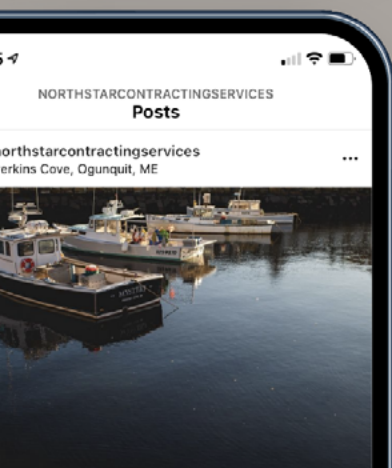 NORTHSTARCONTRACTINGSERVICES
Posts
northstarcontractingservices
erkins Cove, Ogunquit, ME